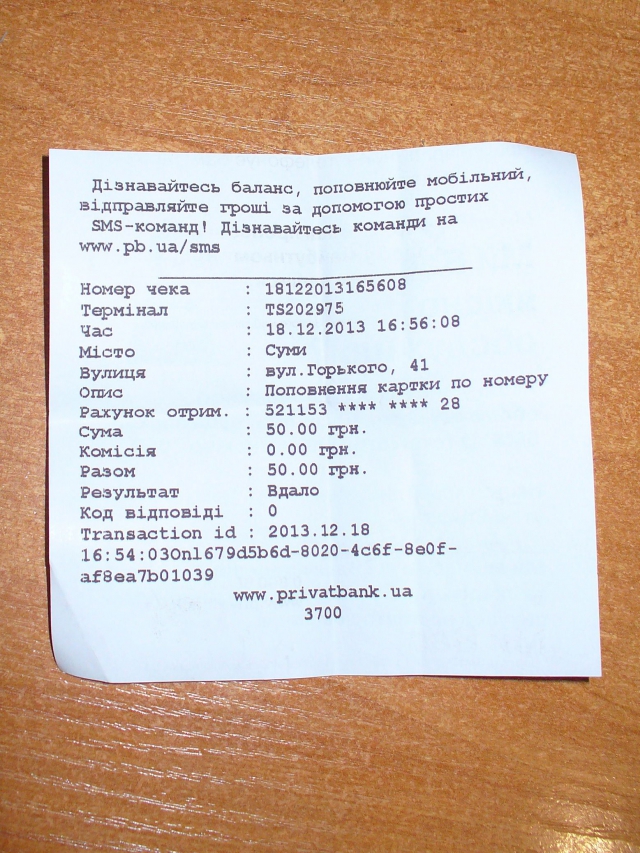 Дізнавайтесь баланс, поповнюйте мобільний,
відправляйте гроші за допомогою простих
SMS-команд! Дізнавайтесь команди на
www.pb.ua/sms
Номер чека : 18122013165608
Термінал : TS202975
Час : 18.12.2013 16:56:08
Місто : Суми
Вулиця : вул.Горького, 41
Опис : Поповнення картки по номеру
Рахунок отрим. : 521153 **** **** 28
Сума : 50.00 грн.
Комісія : 0.00 грн.
Разом : 50.00 грн.
Результат : Вдало
Код відповіді : 0
Transaction id : 2013.12.18
16:54:03Onl679d5b6d-8020-4c6f-8e0f-
af8ea7b01039
www.privatbank.ua
3700